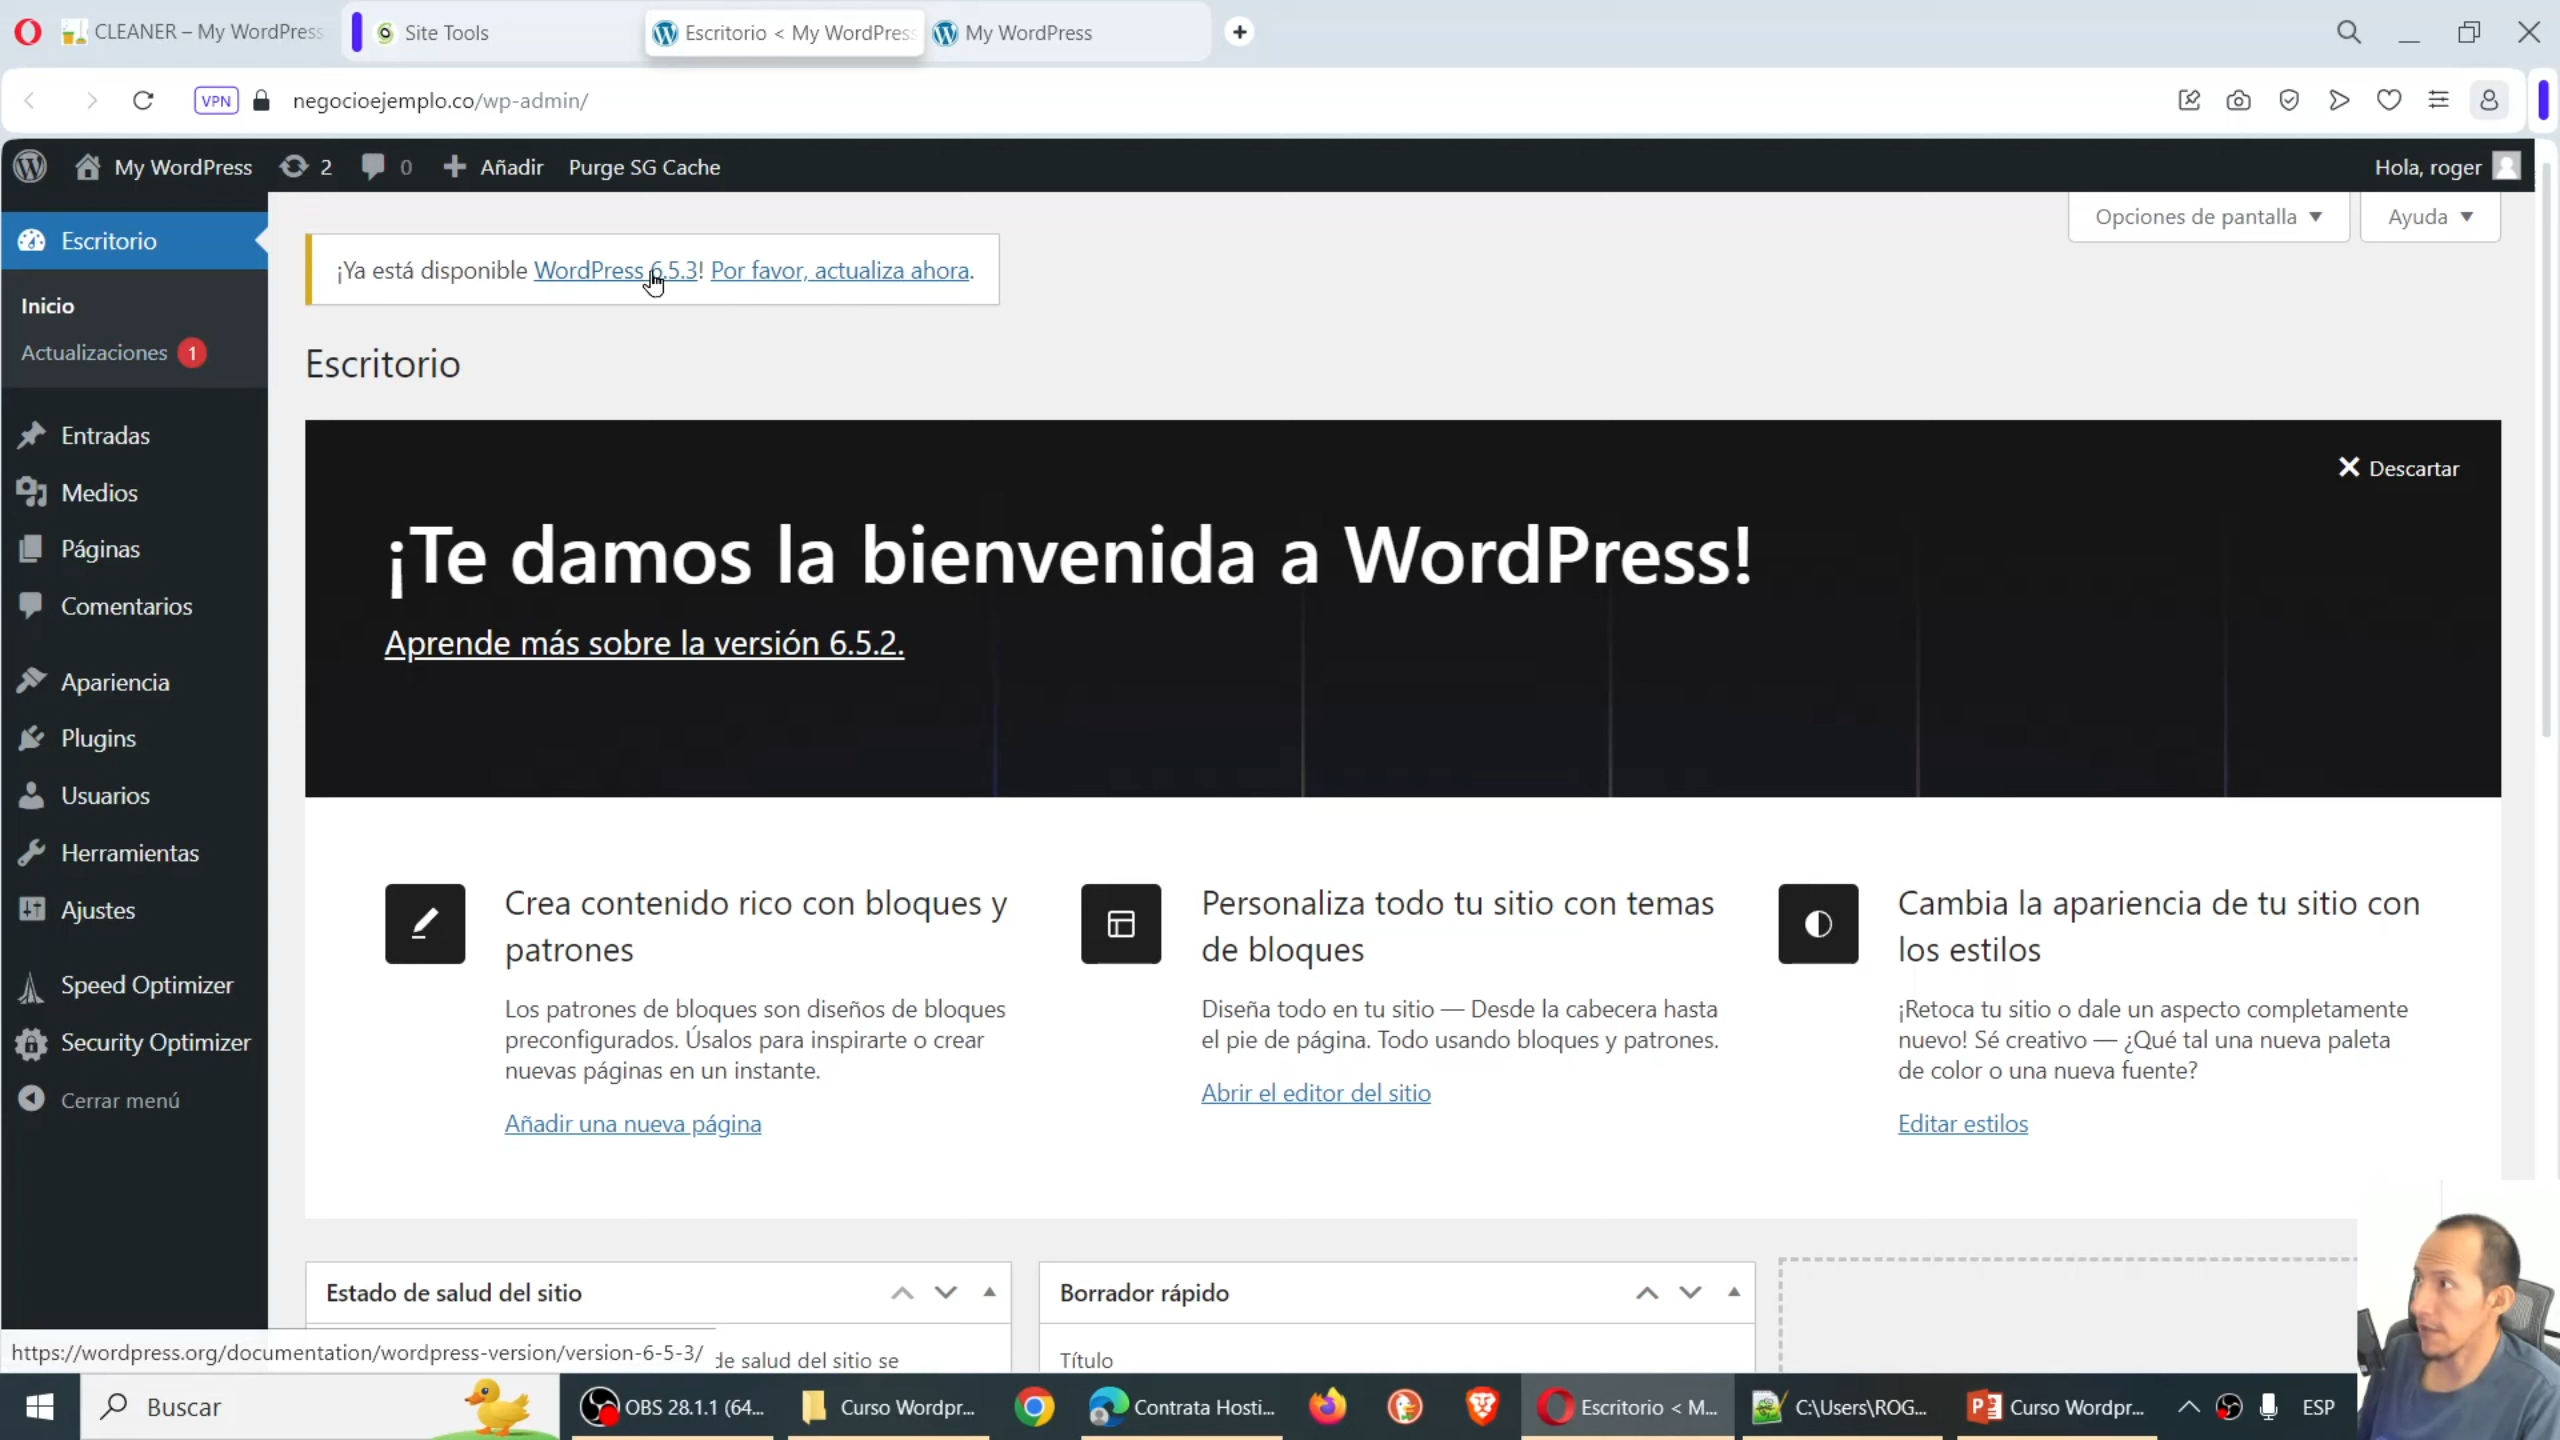 CLEANER – My WordPress
Site Tools
Escritorio < My WordPress
My WordPress
VPN
negocioejemplo.co/wp-admin/
My WordPress
2
0
Añadir
Purge SG Cache
Hola, roger
Opciones de pantalla
Ayuda
Escritorio
Inicio
Actualizaciones 1
Entradas
Medios
Páginas
Comentarios
Apariencia
Plugins
Usuarios
Herramientas
Ajustes
Speed Optimizer
Security Optimizer
Cerrar menú
¡Ya está disponible WordPress 6.5.3! Por favor, actualiza ahora.
Escritorio
Descartar
¡Te damos la bienvenida a WordPress!
Aprende más sobre la versión 6.5.2.
Crea contenido rico con bloques y
patrones
Los patrones de bloques son diseños de bloques
preconfigurados. Úsalos para inspirarte o crear
nuevas páginas en un instante.
Añadir una nueva página
Personaliza todo tu sitio con temas
de bloques
Diseña todo en tu sitio — Desde la cabecera hasta
el pie de página. Todo usando bloques y patrones.
Abrir el editor del sitio
Cambia la apariencia de tu sitio con
los estilos
¡Retoca tu sitio o dale un aspecto completamente
nuevo! Sé creativo — ¿Qué tal una nueva paleta
de color o una nueva fuente?
Editar estilos
Estado de salud del sitio
de salud del sitio se
Borrador rápido
Título
https://wordpress.org/documentation/wordpress-version/version-6-5-3/
Buscar
OBS 28.1.1 (64...
Curso Wordpr...
Contrata Hosti...
Escritorio < M...
C:\Users\ROG...
Curso Wordpr...
ESP